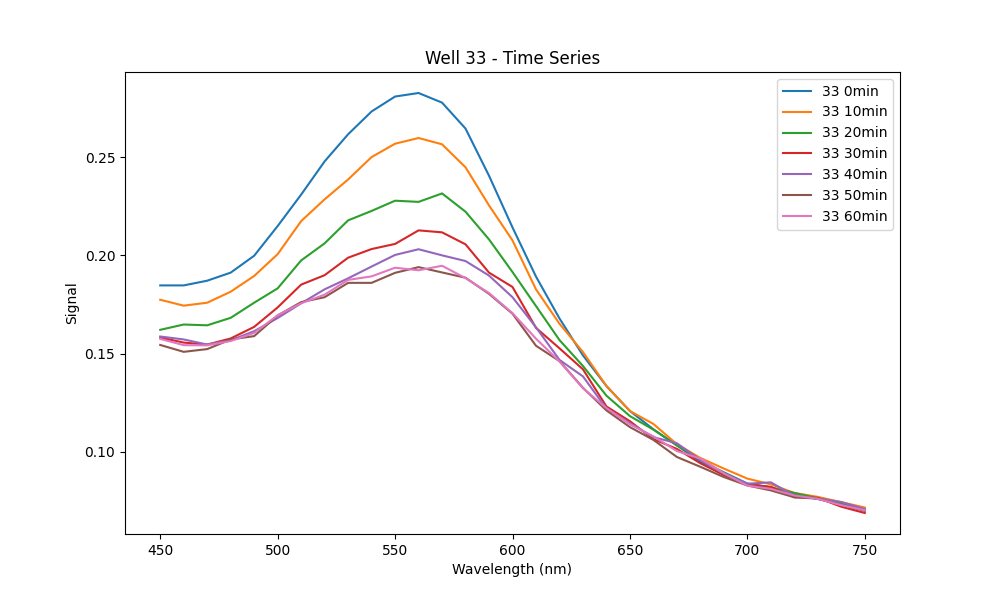 Well 33 - Time Series
Signal
0.25
0.20
0.15
0.10
450
500
550
600
650
700
750
Wavelength (nm)
33 0min
33 10min
33 20min
33 30min
33 40min
33 50min
33 60min